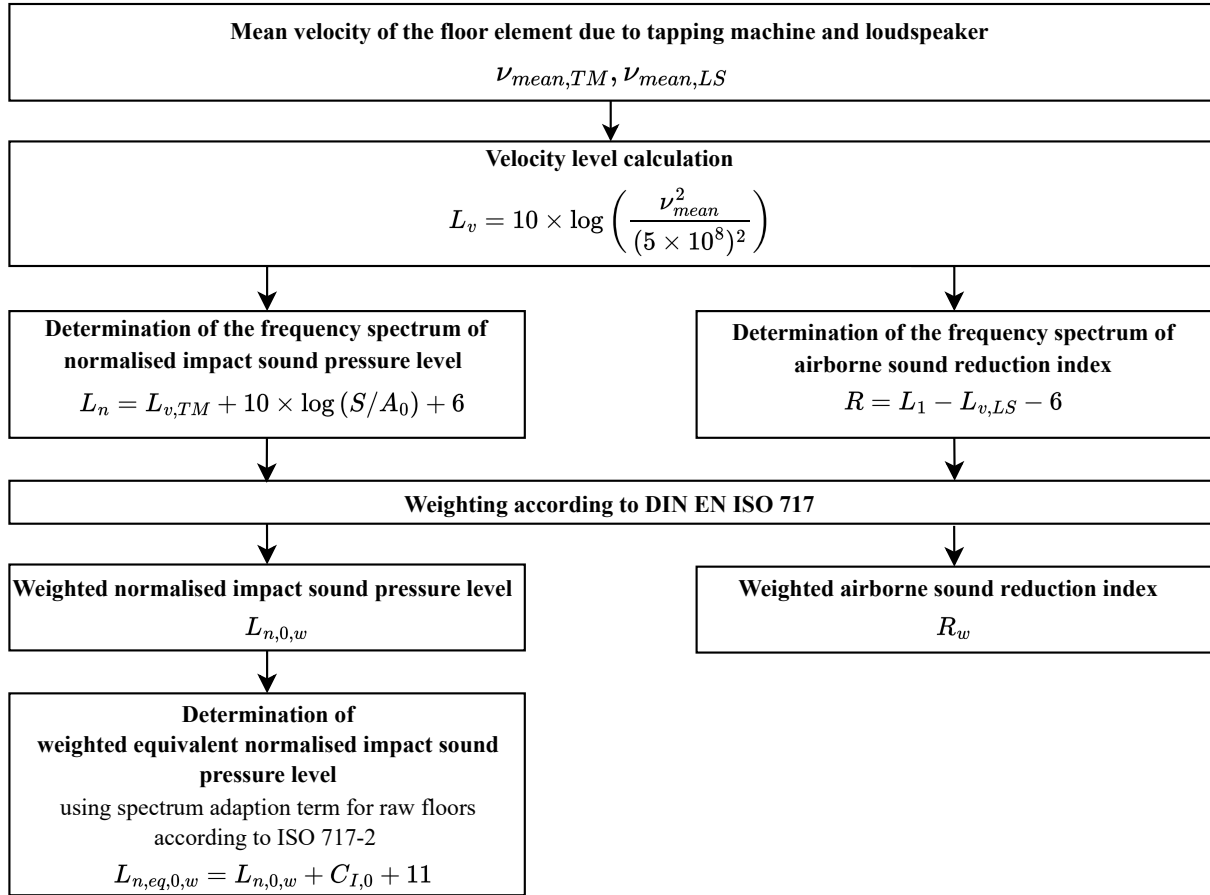 Mean velocity of the floor element due to tapping machine and loudspeaker
ν_{mean,TM}, ν_{mean,LS}
Velocity level calculation
L_v = 10 × log ( ν²_{mean} / (5 × 10⁸)² )
Determination of the frequency spectrum of
normalised impact sound pressure level
L_n = L_{v,TM} + 10 × log (S/A₀) + 6
Determination of the frequency spectrum of
airborne sound reduction index
R = L₁ − L_{v,LS} − 6
Weighting according to DIN EN ISO 717
Weighted normalised impact sound pressure level
L_{n,0,w}
Weighted airborne sound reduction index
R_w
Determination of
weighted equivalent normalised impact sound
pressure level
using spectrum adaption term for raw floors
according to ISO 717-2
L_{n,eq,0,w} = L_{n,0,w} + C_{I,0} + 11